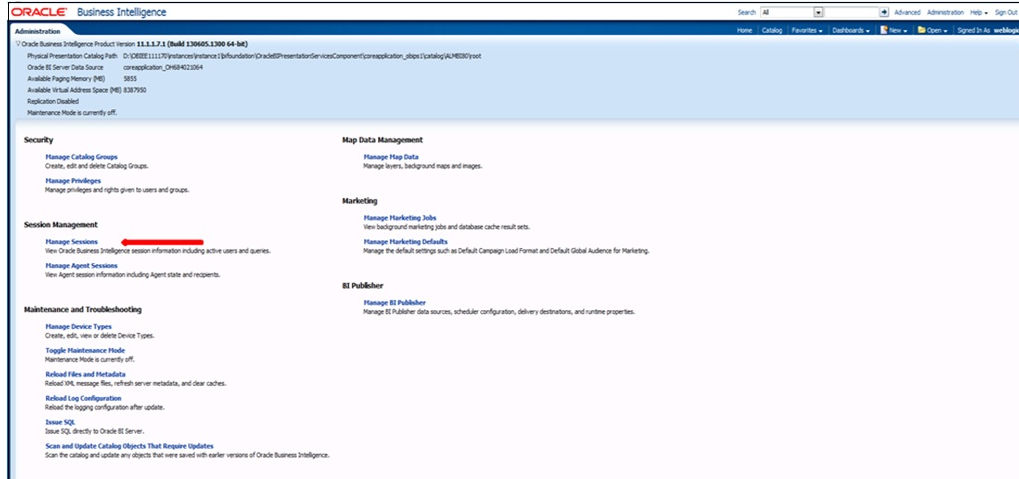 ORACLE Business Intelligence
Search All Advanced Administration Help Sign Out
Administration
Home Catalog Favorites Dashboards New Open Signed In As weblogic
Oracle Business Intelligence Product Version 11.1.1.7.1 (Build 130605.1300 64-bit)
Physical Presentation Catalog Path D:\OBIEE111170\instances\instance1\bifoundation\OracleBIPresentationServicesComponent\coreapplication_obips1\catalog\ALMBI30\root
Oracle BI Server Data Source coreapplication_OH684021064
Available Paging Memory (MB) 5855
Available Virtual Address Space (MB) 8387950
Replication Disabled
Maintenance Mode is currently off.
Security
Manage Catalog Groups
Create, edit and delete Catalog Groups.
Manage Privileges
Manage privileges and rights given to users and groups.
Session Management
Manage Sessions
View Oracle Business Intelligence session information including active users and queries.
Manage Agent Sessions
View Agent session information including Agent state and recipients.
Maintenance and Troubleshooting
Manage Device Types
Create, edit, view or delete Device Types.
Toggle Maintenance Mode
Maintenance Mode is currently off.
Reload Files and Metadata
Reload XML message files, refresh server metadata, and clear caches.
Reload Log Configuration
Reload the logging configuration after update.
Issue SQL
Issue SQL directly to Oracle BI Server.
Scan and Update Catalog Objects That Require Updates
Scan the catalog and update any objects that were saved with earlier versions of Oracle Business Intelligence.
Map Data Management
Manage Map Data
Manage layers, background maps and images.
Marketing
Manage Marketing Jobs
View background marketing jobs and database cache result sets.
Manage Marketing Defaults
Manage the default settings such as Default Campaign Load Format and Default Global Audience for Marketing.
BI Publisher
Manage BI Publisher
Manage BI Publisher data sources, scheduler configuration, delivery destinations, and runtime properties.